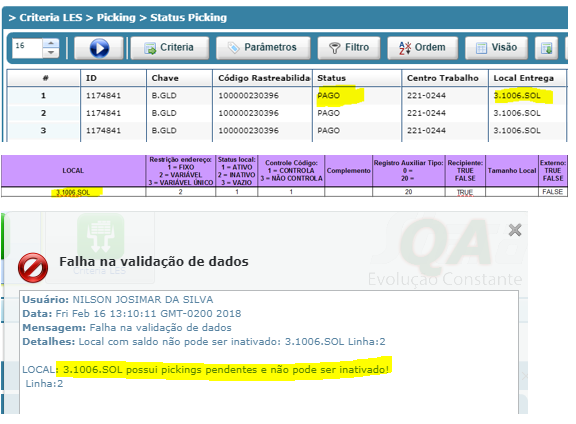 > Criteria LES > Picking > Status Picking
16 Criteria Parâmetros Filtro Ordem Visão
# ID Chave Código Rastreabilida Status Centro Trabalho Local Entrega
1 1174841 B.GLD 100000230396 PAGO 221-0244 3.1006.SOL
2 1174841 B.GLD 100000230396 PAGO 221-0244 3.1006.SOL
3 1174841 B.GLD 100000230396 PAGO 221-0244 3.1006.SOL
LOCAL
Restrição endereço:
1 = FIXO
2 = VARIÁVEL
3 = VARIÁVEL ÚNICO
Status local:
1 = ATIVO
2 = INATIVO
3 = VAZIO
Controle Código:
1 = CONTROLA
3 = NÃO CONTROLA
Complemento
Registro Auxiliar Tipo:
0 =
20 =
Recipiente:
TRUE
FALSE
Tamanho Local
Externo:
TRUE
FALSE
3.1006.SOL 2 1 1 20 TRUE FALSE
Criteria LES
QA
Evolução Constante
Falha na validação de dados
Usuário: NILSON JOSIMAR DA SILVA
Data: Fri Feb 16 13:10:11 GMT-0200 2018
Mensagem: Falha na validação de dados
Detalhes: Local com saldo não pode ser inativado: 3.1006.SOL Linha:2
LOCAL: 3.1006.SOL possui pickings pendentes e não pode ser inativado!
Linha:2